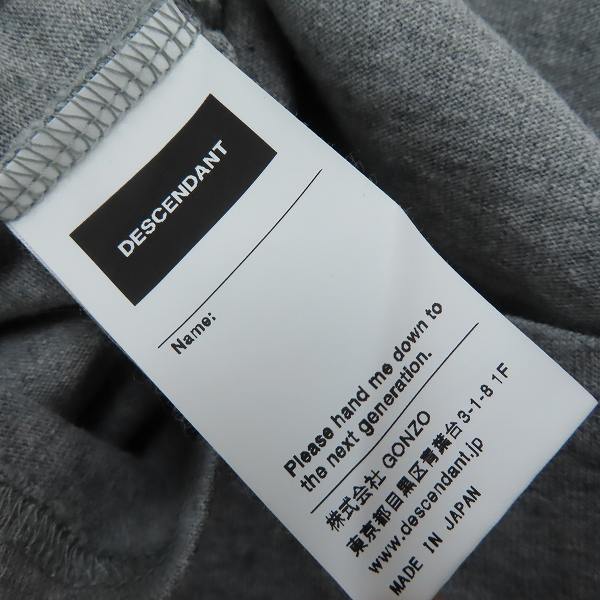 DESCENDANT
Name:
Please hand me down to
the next generation.
株式会社 GONZO
東京都目黒区青葉台3-1-8 1F
www.descendant.jp
MADE IN JAPAN